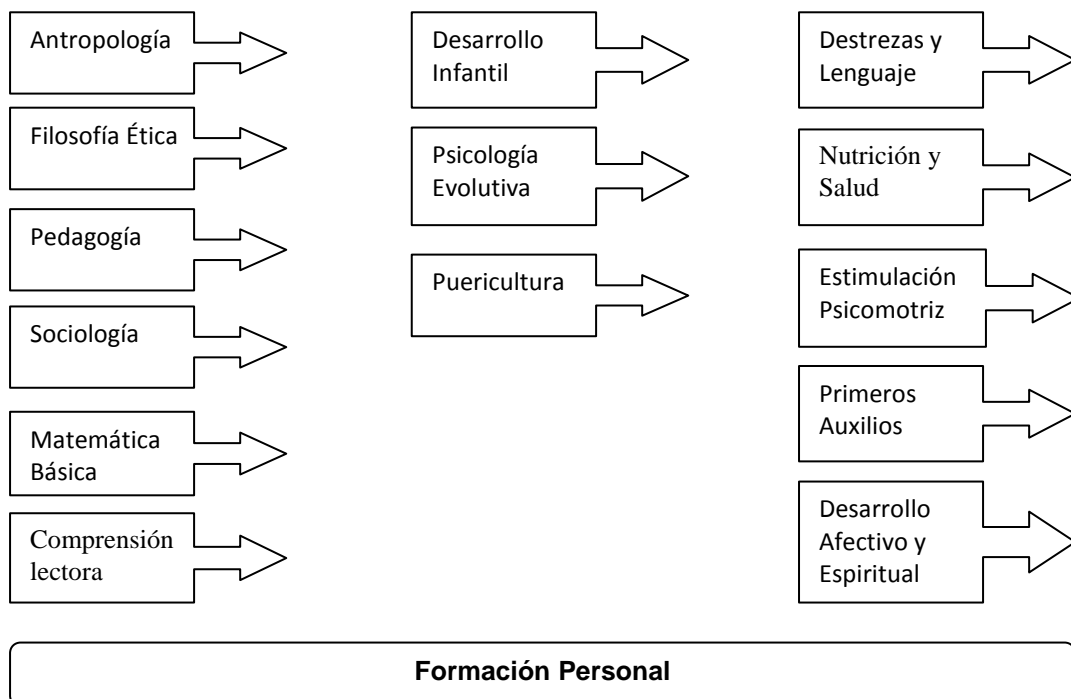 Antropología
Filosofía Ética
Pedagogía
Sociología
Matemática
Básica
Comprensión
lectora
Desarrollo
Infantil
Psicología
Evolutiva
Puericultura
Destrezas y
Lenguaje
Nutrición y
Salud
Estimulación
Psicomotriz
Primeros
Auxilios
Desarrollo
Afectivo y
Espiritual
Formación Personal